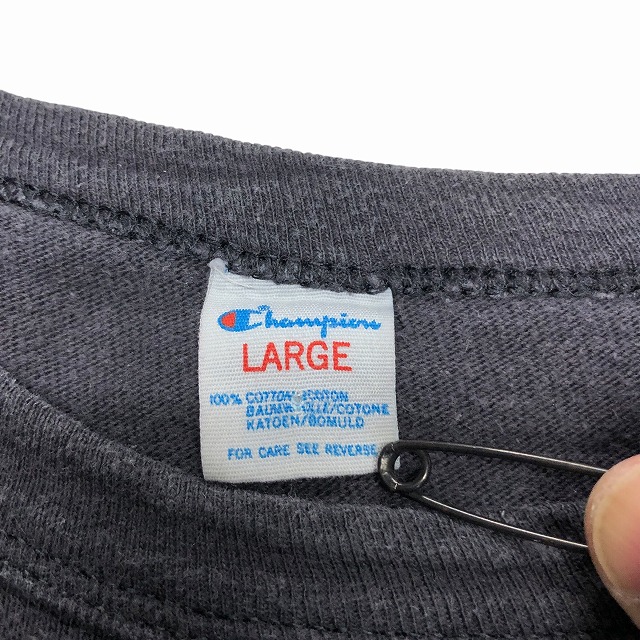 Champion
LARGE
100% COTTON/COTON
BAUMWOLLE/COTONE
KATOEN/BOMULD
FOR CARE SEE REVERSE